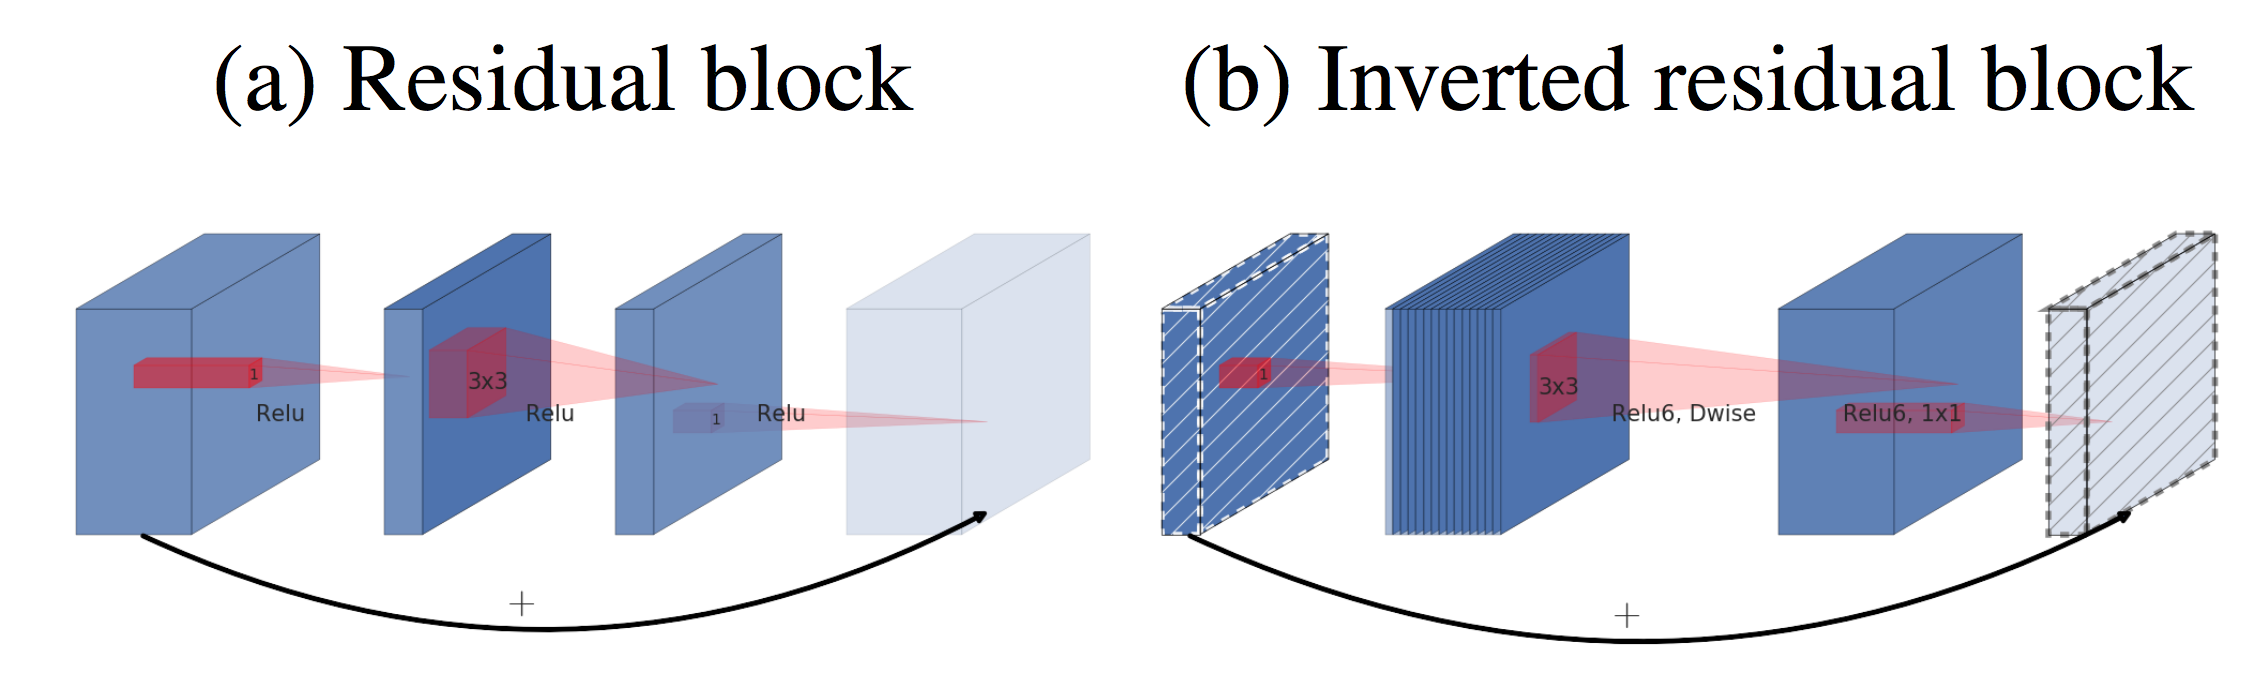 (a) Residual block
(b) Inverted residual block
1
Relu
3x3
Relu
1
Relu
+
1
3x3
Relu6, Dwise
Relu6, 1x1
+